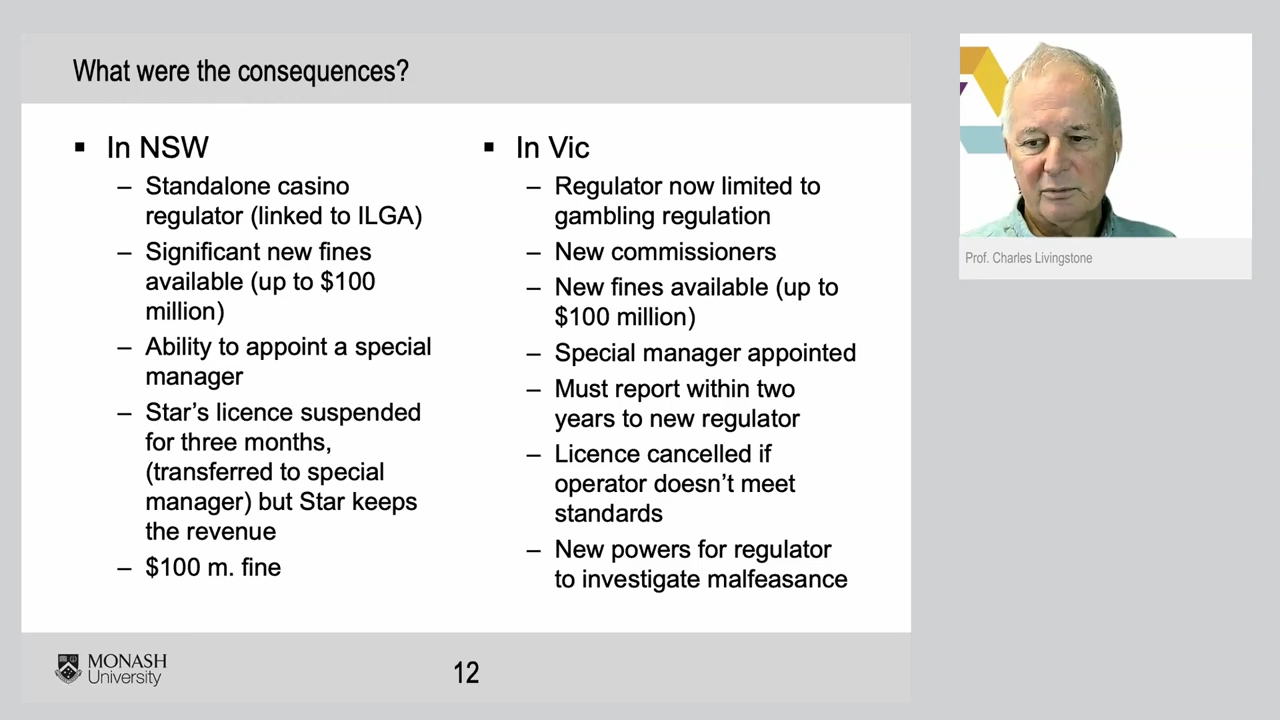 What were the consequences?
▪ In NSW
– Standalone casino
regulator (linked to ILGA)
– Significant new fines
available (up to $100
million)
– Ability to appoint a special
manager
– Star’s licence suspended
for three months,
(transferred to special
manager) but Star keeps
the revenue
– $100 m. fine
▪ In Vic
– Regulator now limited to
gambling regulation
– New commissioners
– New fines available (up to
$100 million)
– Special manager appointed
– Must report within two
years to new regulator
– Licence cancelled if
operator doesn’t meet
standards
– New powers for regulator
to investigate malfeasance
Prof. Charles Livingstone
MONASH
University
12